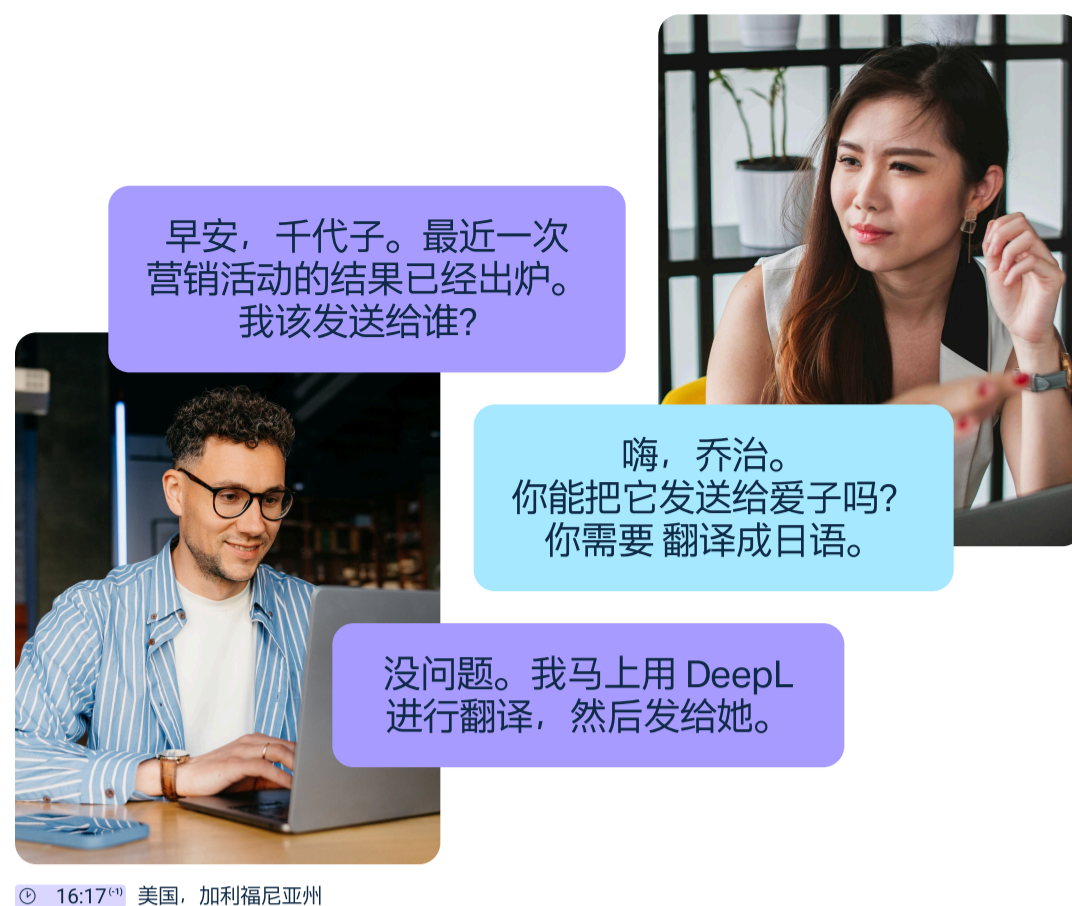 早安，千代子。最近一次
营销活动的结果已经出炉。
我该发送给谁？
嗨，乔治。
你能把它发送给爱子吗？
你需要 翻译成日语。
没问题。我马上用 DeepL
进行翻译，然后发给她。
16:17(-1) 美国，加利福尼亚州